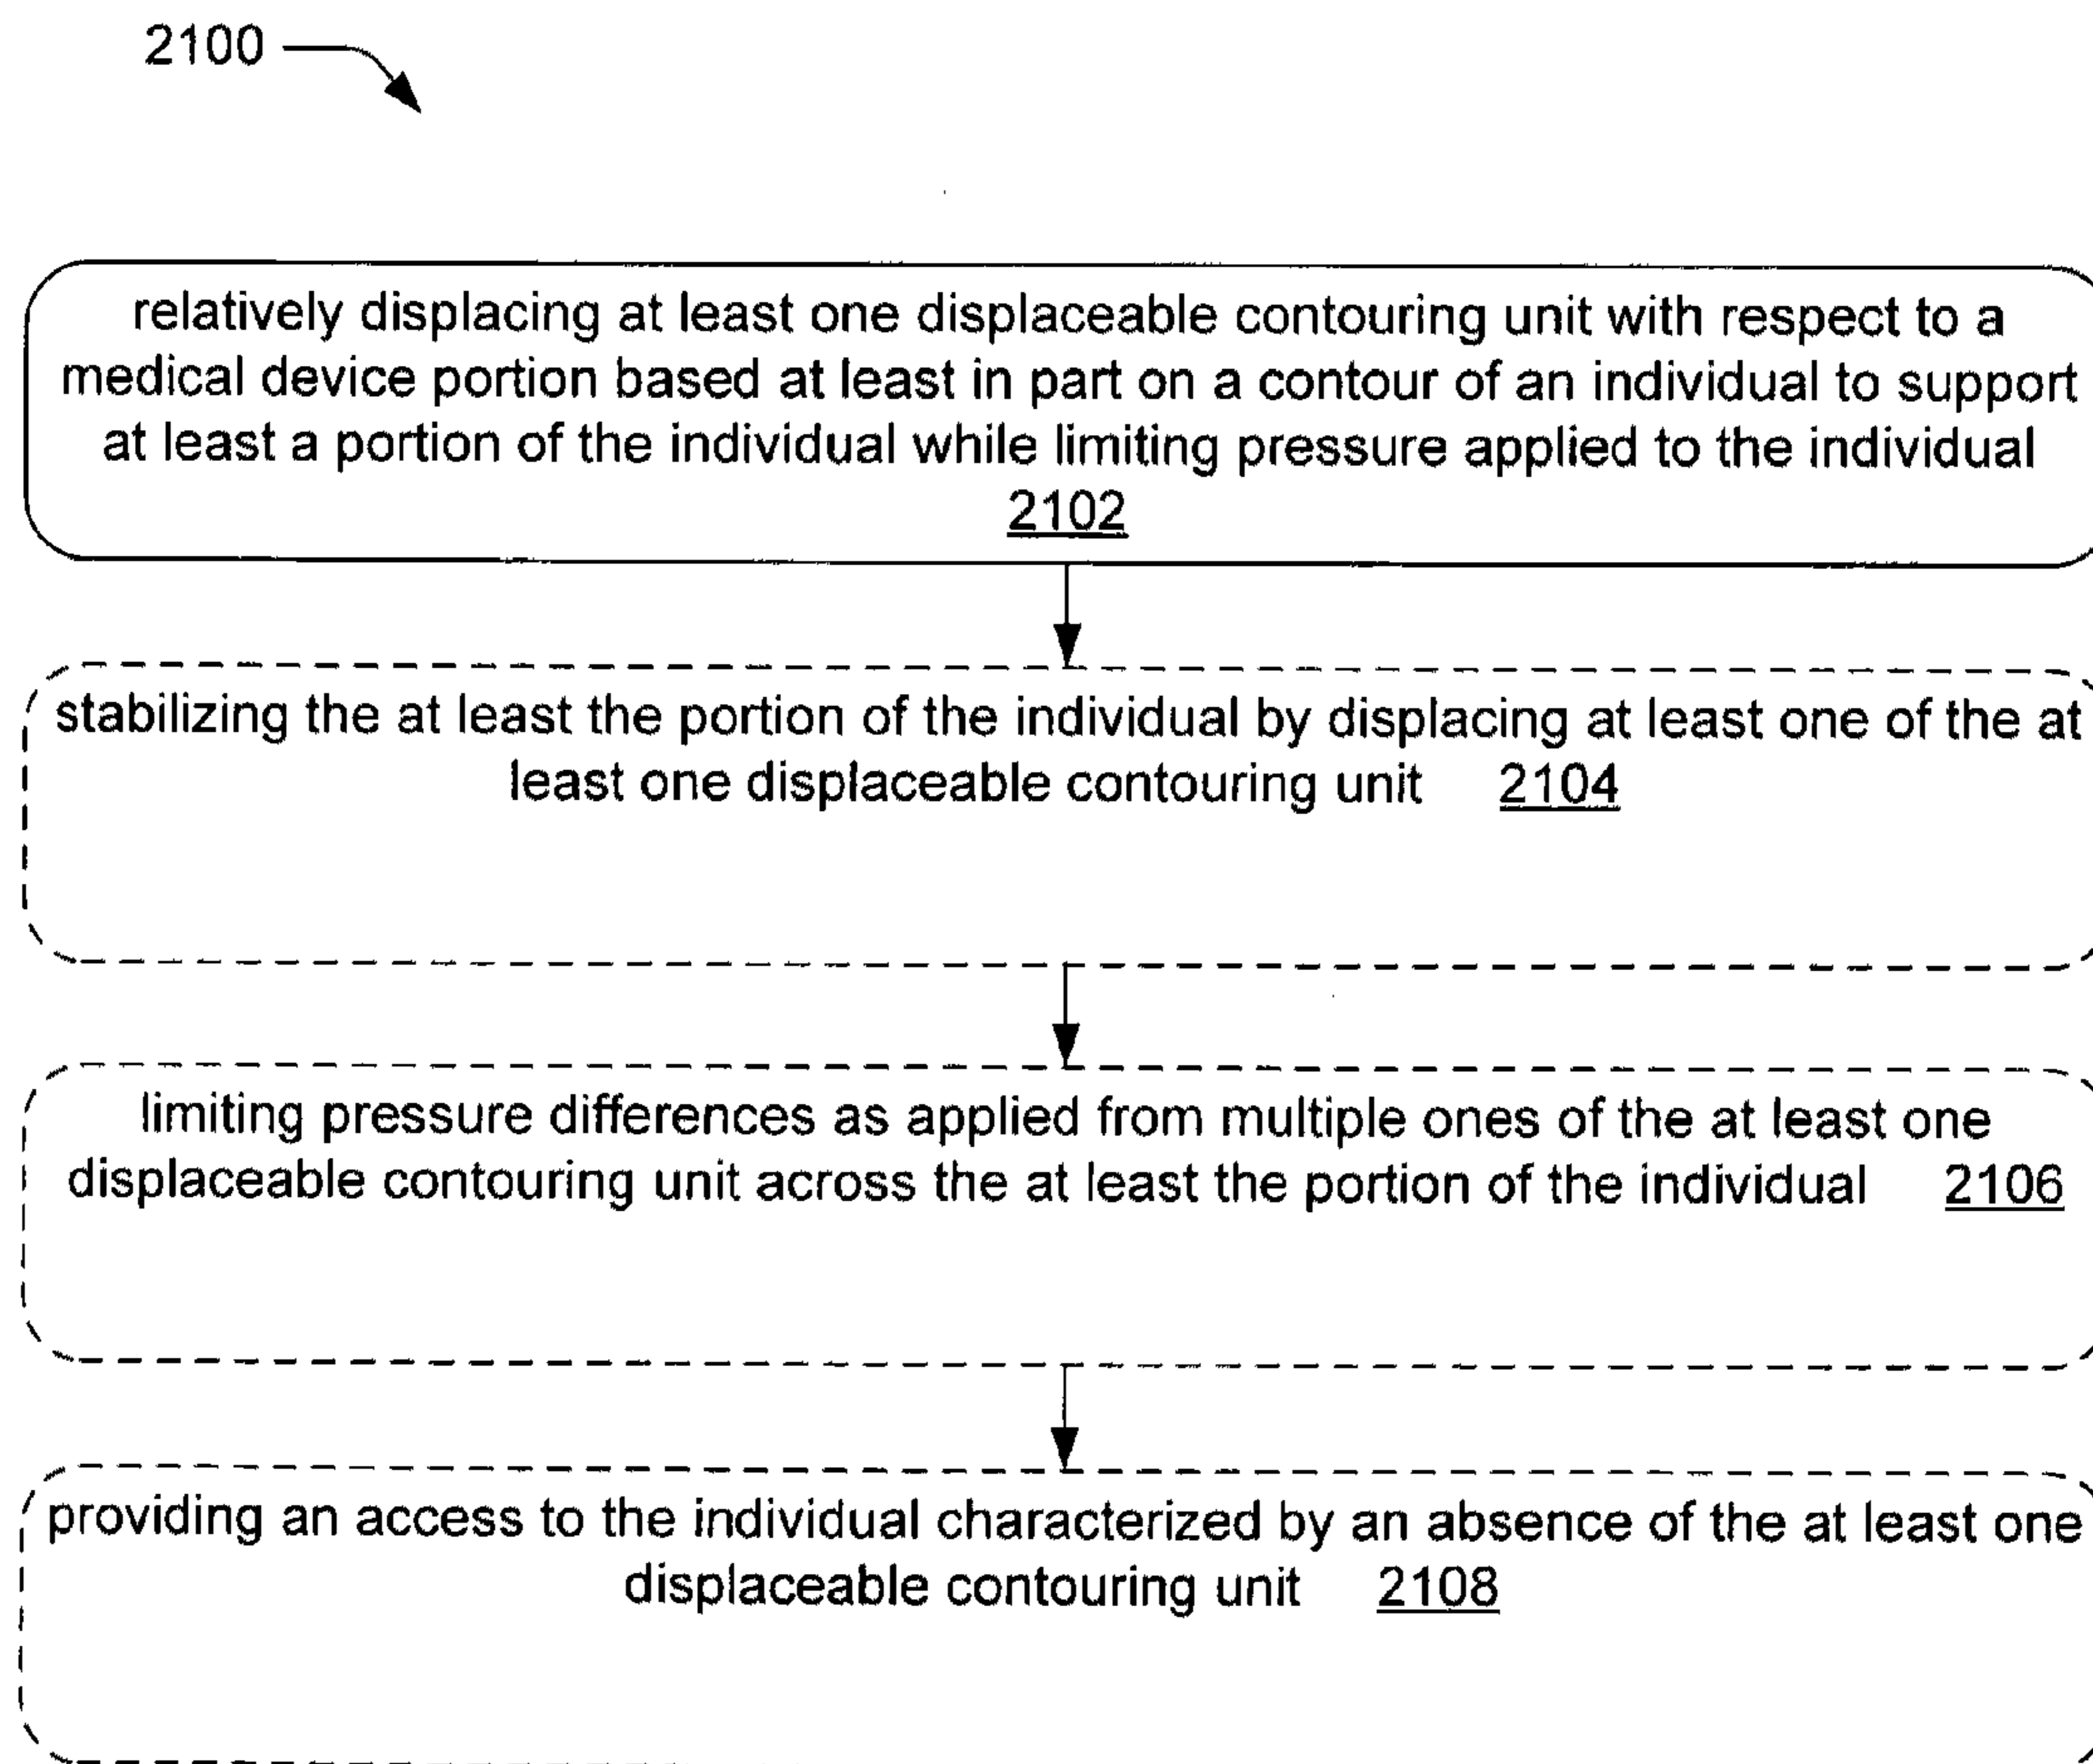 2100
relatively displacing at least one displaceable contouring unit with respect to a
medical device portion based at least in part on a contour of an individual to support
at least a portion of the individual while limiting pressure applied to the individual
2102
stabilizing the at least the portion of the individual by displacing at least one of the at
least one displaceable contouring unit 2104
limiting pressure differences as applied from multiple ones of the at least one
displaceable contouring unit across the at least the portion of the individual 2106
providing an access to the individual characterized by an absence of the at least one
displaceable contouring unit 2108